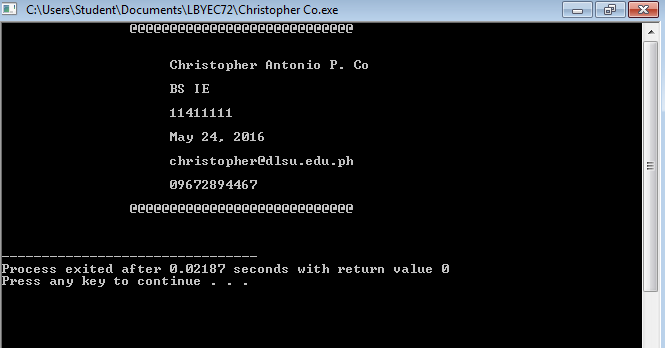 C:\Users\Student\Documents\LBYEC72\Christopher Co.exe
@@@@@@@@@@@@@@@@@@@@@@@@@@@@
Christopher Antonio P. Co
BS IE
11411111
May 24, 2016
christopher@dlsu.edu.ph
09672894467
@@@@@@@@@@@@@@@@@@@@@@@@@@@@
--------------------------------
Process exited after 0.02187 seconds with return value 0
Press any key to continue . . .